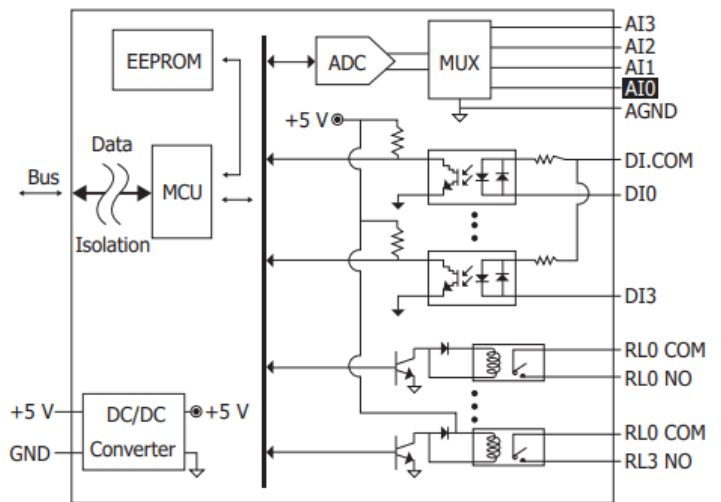 EEPROM
ADC
MUX
AI3
AI2
AI1
AI0
AGND
+5 V
Data
Bus
MCU
Isolation
DI.COM
DI0
DI3
RL0 COM
RL0 NO
+5 V
DC/DC
+5 V
GND
Converter
RL0 COM
RL3 NO